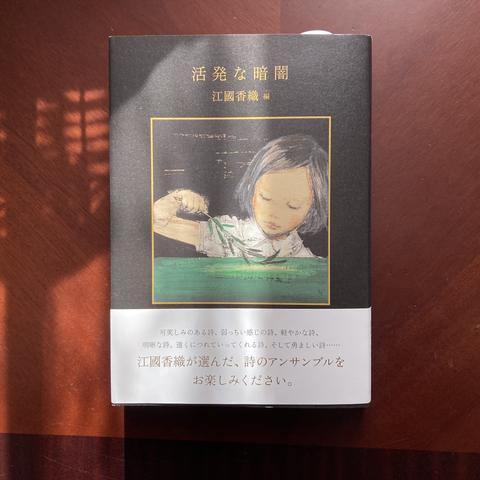 活発な暗闇
江國香織 編
可笑しみのある詩、弱っちい感じの詩、軽やかな詩、
明晰な詩、遠くにつれていってくれる詩、そして勇ましい詩……
江國香織が選んだ、詩のアンサンブルを
お楽しみください。